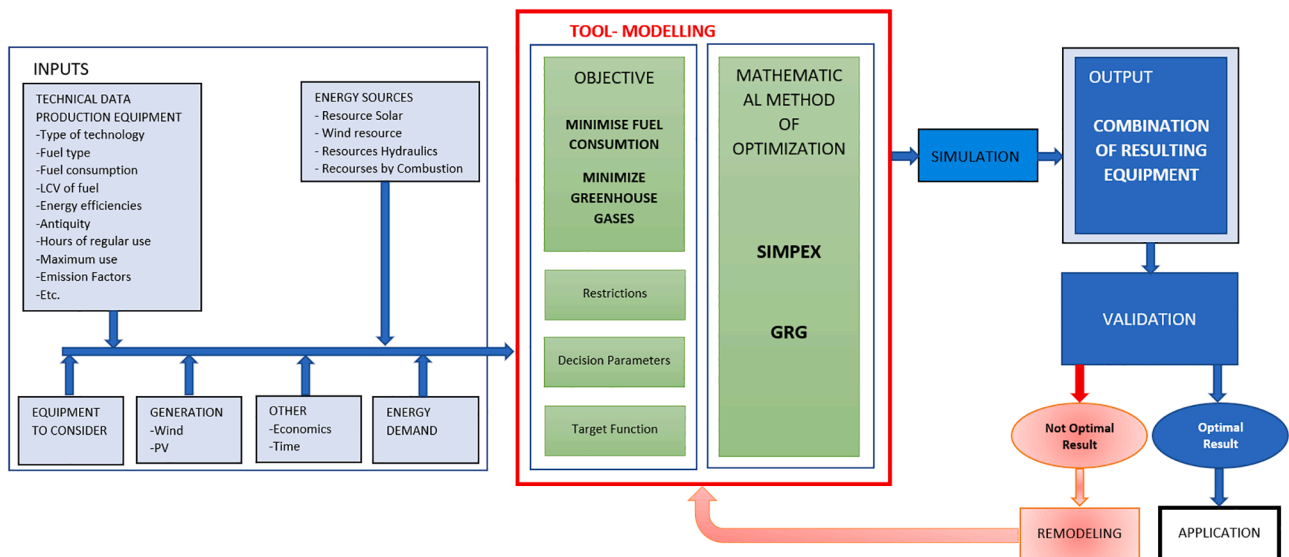 INPUTS
TECHNICAL DATA
PRODUCTION EQUIPMENT
-Type of technology
-Fuel type
-Fuel consumption
-LCV of fuel
-Energy efficiencies
-Antiquity
-Hours of regular use
-Maximum use
-Emission Factors
-Etc.
ENERGY SOURCES
- Resource Solar
- Wind resource
- Resources Hydraulics
- Recourses by Combustion
EQUIPMENT
TO CONSIDER
GENERATION
-Wind
-PV
OTHER
-Economics
-Time
ENERGY
DEMAND
TOOL- MODELLING
OBJECTIVE
MINIMISE FUEL
CONSUMTION
MINIMIZE
GREENHOUSE
GASES
Restrictions
Decision Parameters
Target Function
MATHEMATIC
AL METHOD
OF
OPTIMIZATION
SIMPEX
GRG
SIMULATION
OUTPUT
COMBINATION
OF RESULTING
EQUIPMENT
VALIDATION
Not Optimal
Result
Optimal
Result
REMODELING
APPLICATION